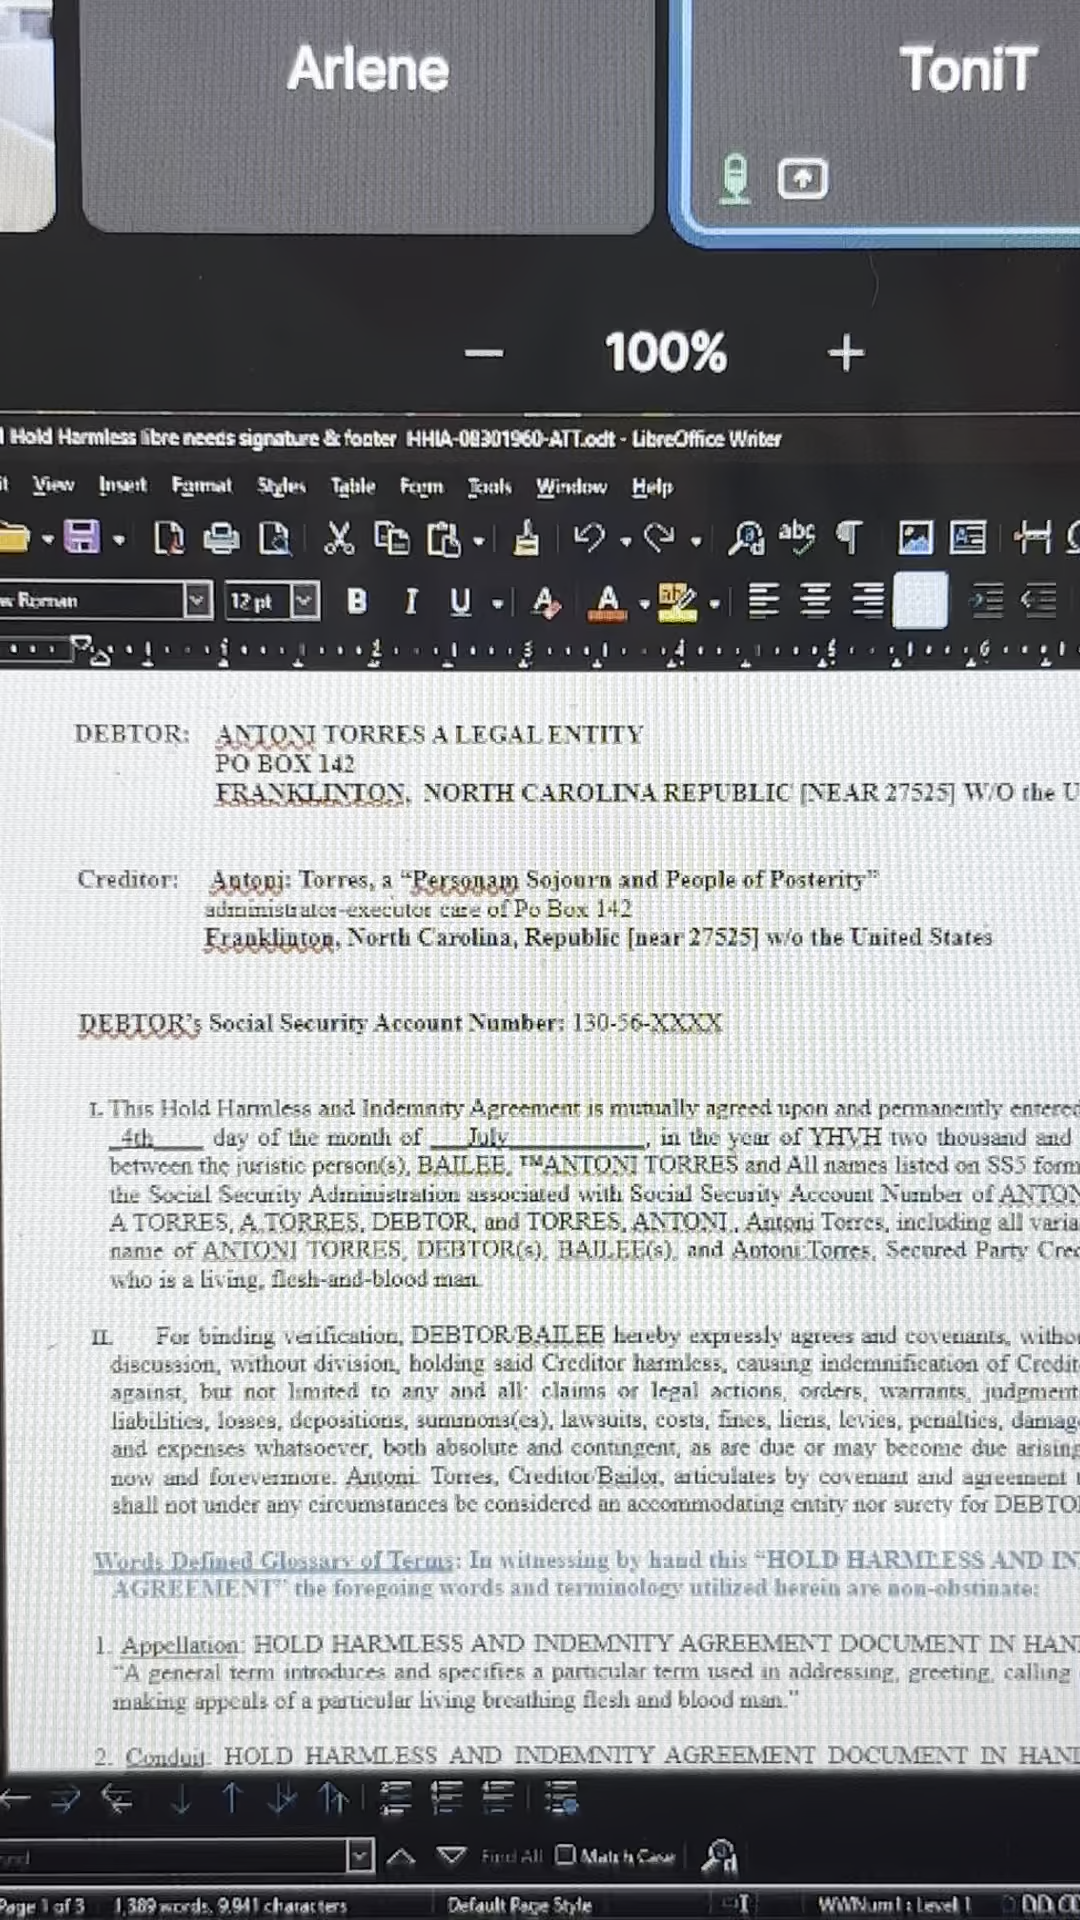 Arlene
ToniT
100%
Hold Harmless libre needs signature & footer HHIA-08301960-ATT.odt - LibreOffice Writer
View Insert Format Styles Table Form Tools Window Help
Roman 12 pt B I U A A
1 2 3 4 5 6
DEBTOR: ANTONI TORRES A LEGAL ENTITY
PO BOX 142
FRANKLINTON, NORTH CAROLINA REPUBLIC [NEAR 27525] W/O the
Creditor: Antoni: Torres, a “Personam Sojourn and People of Posterity”
administrator-executor care of Po Box 142
Franklinton, North Carolina, Republic [near 27525] w/o the United States
DEBTOR's Social Security Account Number: 130-56-XXXX
I. This Hold Harmless and Indemnity Agreement is mutually agreed upon and permanently entered
4th day of the month of July, in the year of YHVH two thousand and
between the juristic person(s), BAILEE, ™ANTONI TORRES and All names listed on SS5 form
the Social Security Administration associated with Social Security Account Number of ANTON
A TORRES, A.TORRES, DEBTOR, and TORRES, ANTONI, Antoni Torres, including all varia
name of ANTONI TORRES, DEBTOR(s), BAILEE(s), and Antoni:Torres, Secured Party Cre
who is a living, flesh-and-blood man.
II. For binding verification, DEBTOR/BAILEE hereby expressly agrees and covenants, witho
discussion, without division, holding said Creditor harmless, causing indemnification of Credit
against, but not limited to any and all: claims or legal actions, orders, warrants, judgment
liabilities, losses, depositions, summons(es), lawsuits, costs, fines, liens, levies, penalties, damag
and expenses whatsoever, both absolute and contingent, as are due or may become due arising
now and forevermore. Antoni. Torres, Creditor/Bailor, articulates by covenant and agreement
shall not under any circumstances be considered an accommodating entity nor surety for DEBTO
Words Defined Glossary of Terms: In witnessing by hand this “HOLD HARMLESS AND IN
AGREEMENT” the foregoing words and terminology utilized herein are non-obstinate:
1. Appellation: HOLD HARMLESS AND INDEMNITY AGREEMENT DOCUMENT IN HAN
“A general term introduces and specifies a particular term used in addressing, greeting, calling
making appeals of a particular living breathing flesh and blood man.”
2. Conduit: HOLD HARMLESS AND INDEMNITY AGREEMENT DOCUMENT IN HAN
Find All Match Case
Page 1 of 3 1,389 words, 9,941 characters Default Page Style WWNum1 : Level 1